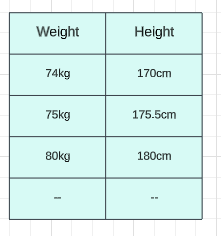 Weight Height
74kg 170cm
75kg 175.5cm
80kg 180cm
-- --